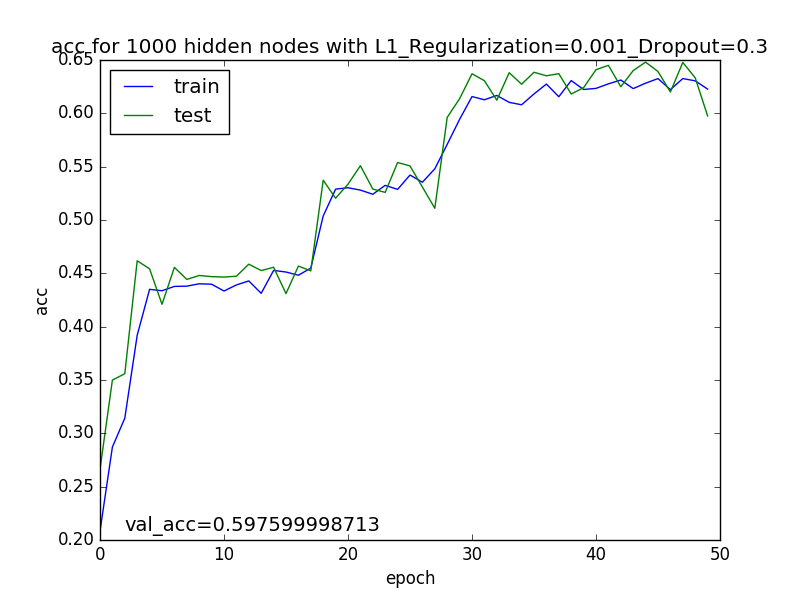 acc for 1000 hidden nodes with L1_Regularization=0.001_Dropout=0.3
0.65
0.60
0.55
0.50
0.45
0.40
0.35
0.30
0.25
0.20
acc
train
test
val_acc=0.597599998713
0 10 20 30 40 50
epoch